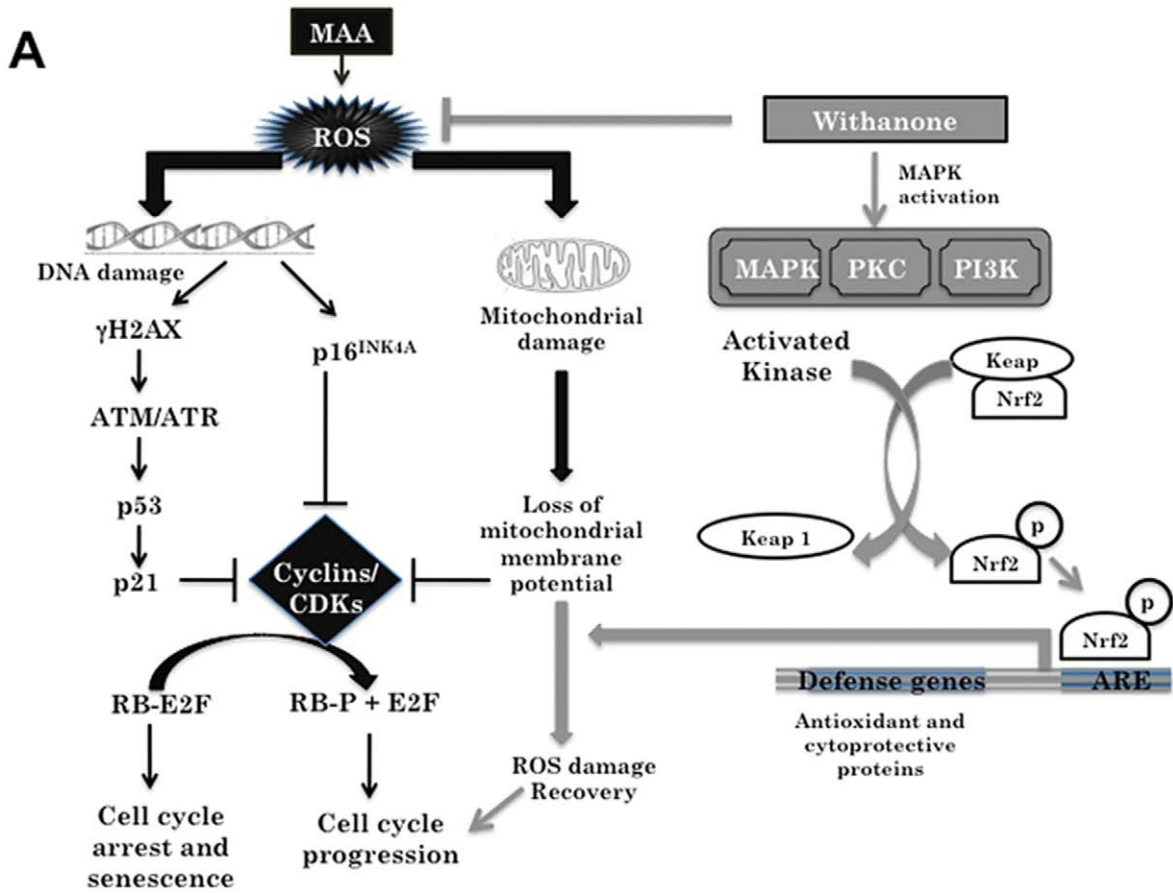 A
MAA
ROS
Withanone
MAPK
activation
DNA damage
MAPK
PKC
PI3K
γH2AX
p16INK4A
Mitochondrial
damage
Activated
Kinase
Keap
Nrf2
ATM/ATR
p53
p21
Cyclins/
CDKs
Loss of
mitochondrial
membrane
potential
Keap 1
Nrf2
p
Nrf2
p
Defense genes
ARE
Antioxidant and
cytoprotective
proteins
RB-E2F
RB-P + E2F
ROS damage
Recovery
Cell cycle
arrest and
senescence
Cell cycle
progression